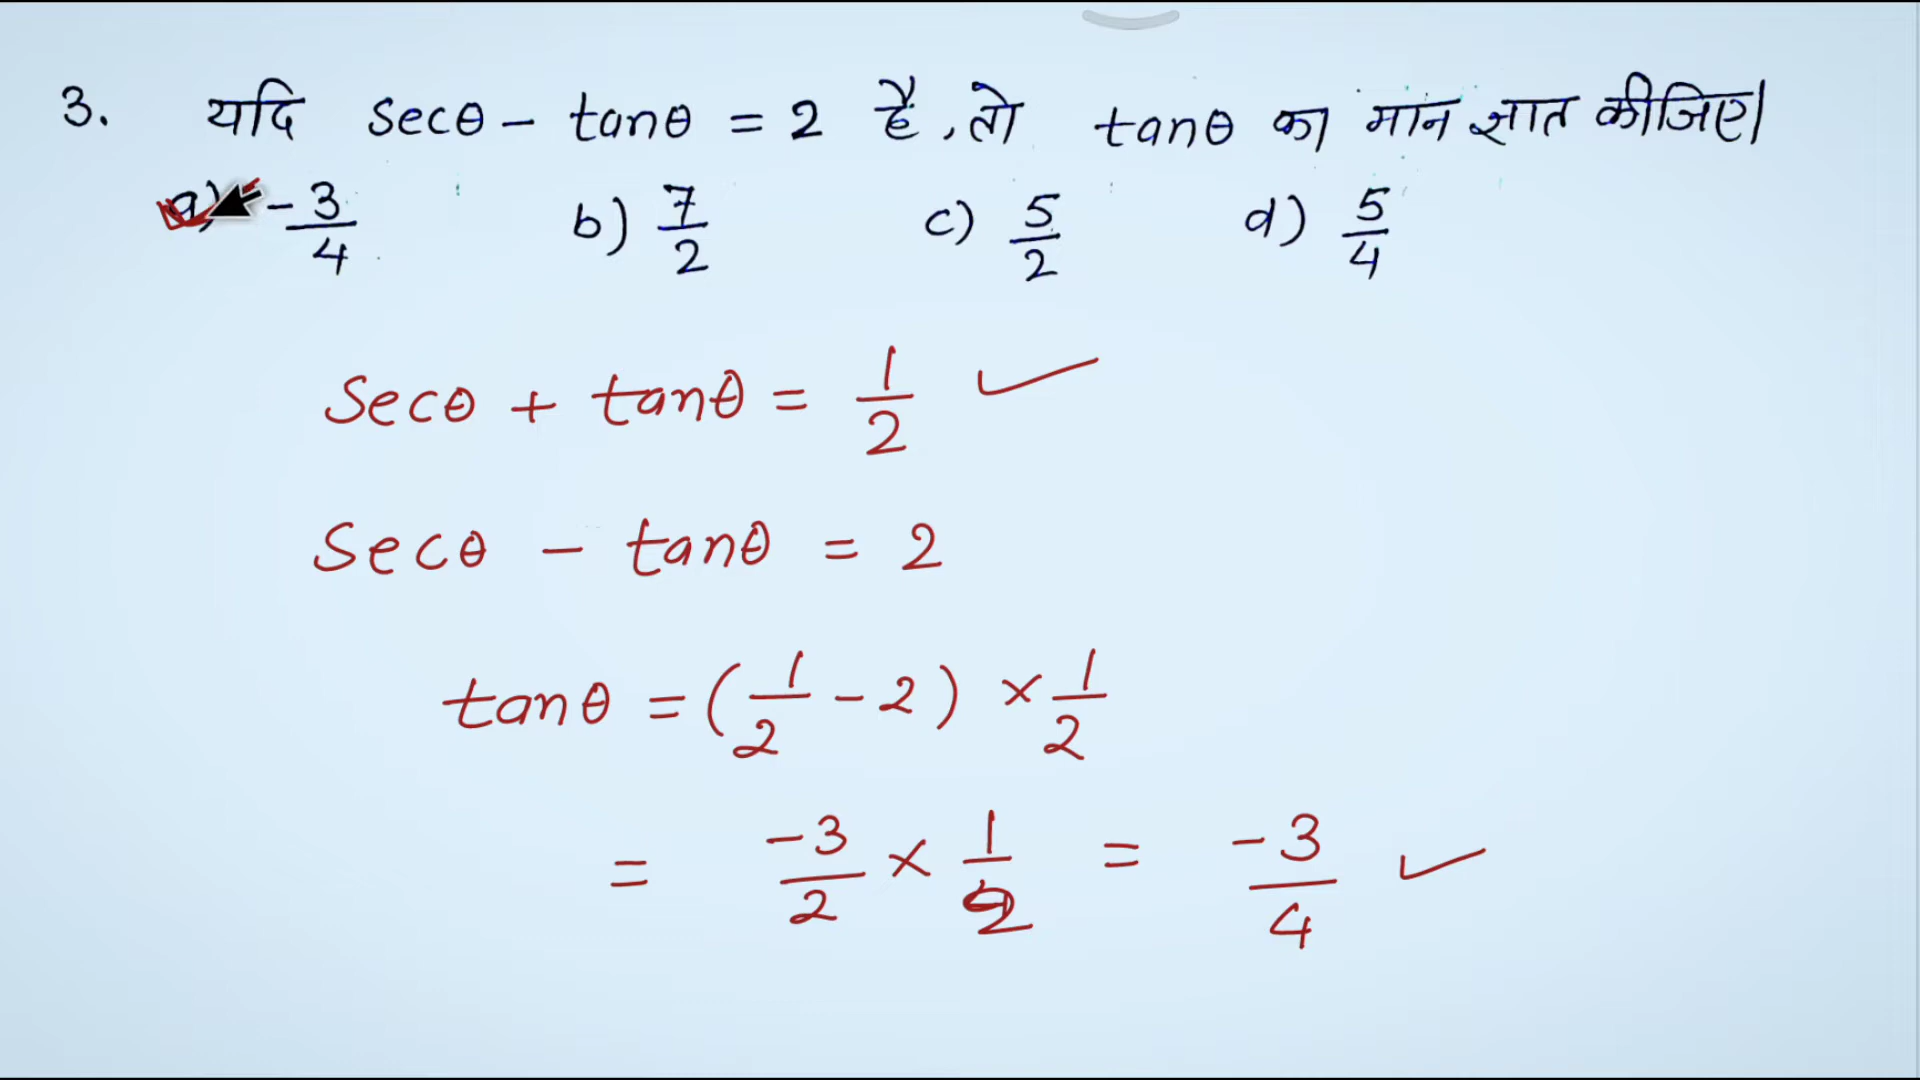 3. यदि secθ - tanθ = 2 है, तो tanθ का मान ज्ञात कीजिए।
a) -3/4 b) 7/2 c) 5/2 d) 5/4
Secθ + tanθ = 1/2 ✓
Secθ - tanθ = 2
tanθ = (1/2 - 2) × 1/2
= -3/2 × 1/2 = -3/4 ✓